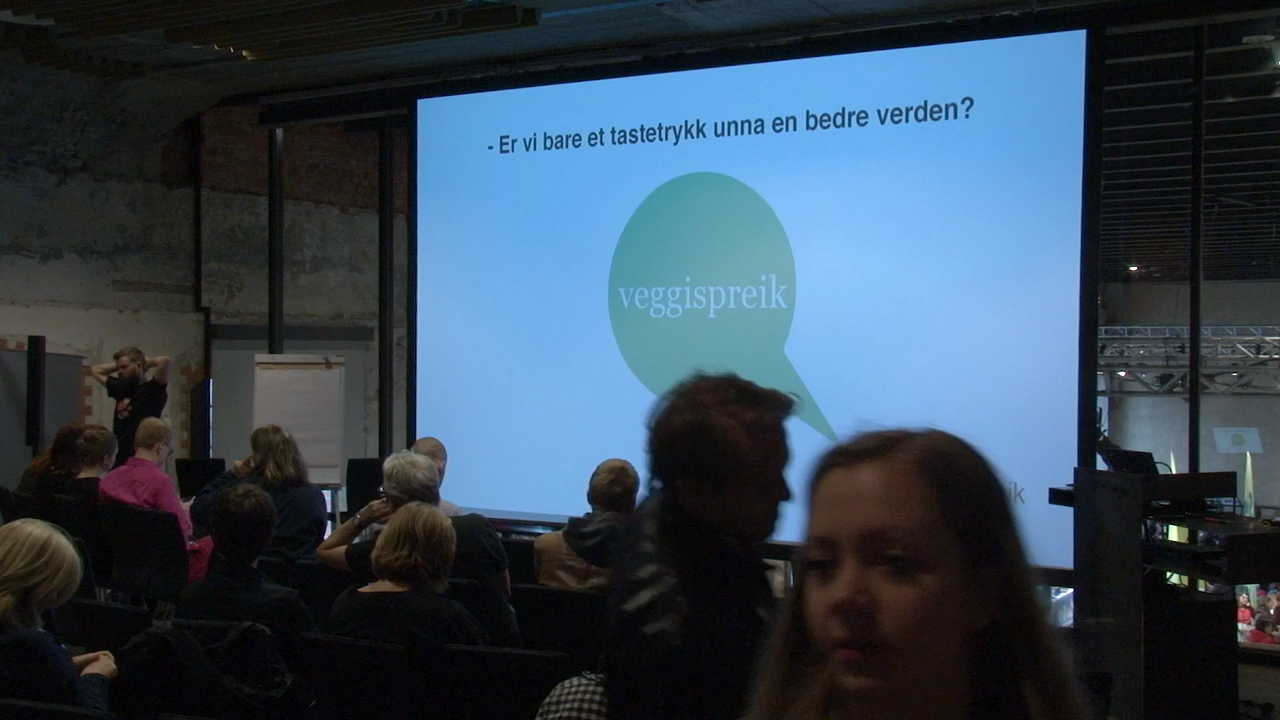 - Er vi bare et tastetrykk unna en bedre verden?
veggispreik